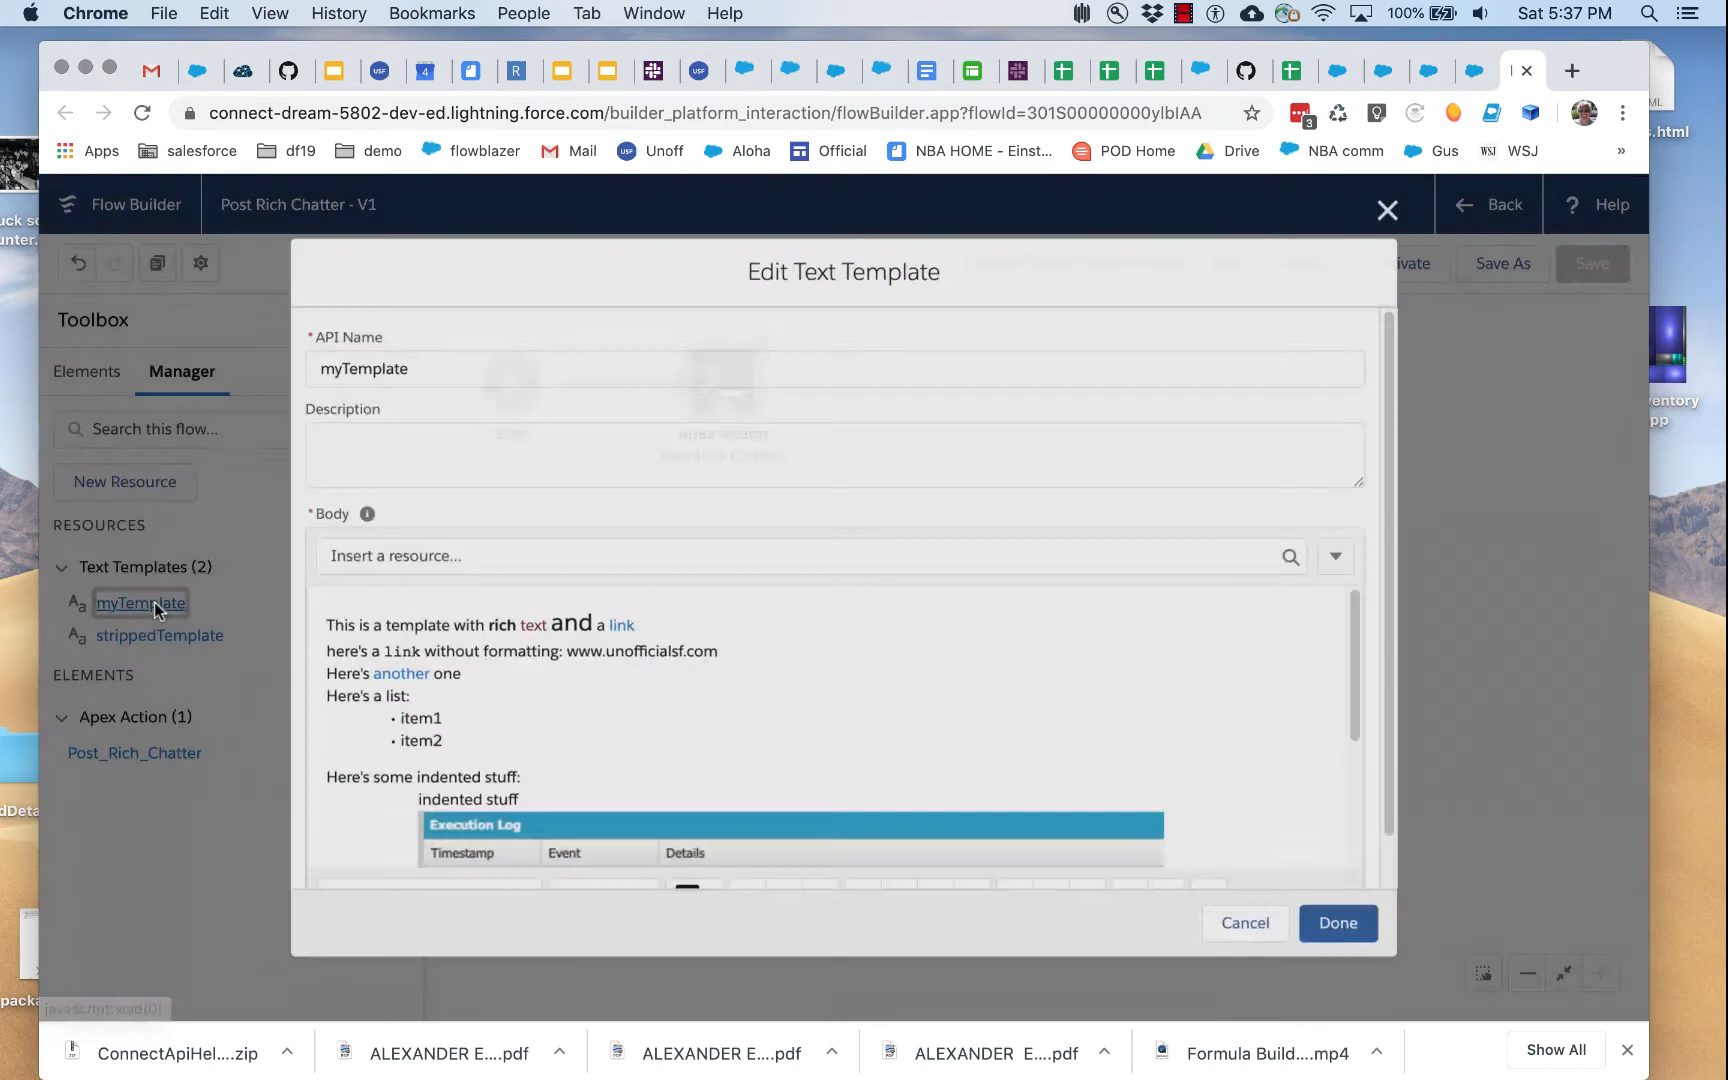 Chrome File Edit View History Bookmarks People Tab Window Help 100% Sat 5:37 PM
connect-dream-5802-dev-ed.lightning.force.com/builder_platform_interaction/flowBuilder.app?flowId=301S00000000ylbIAA
3
Apps salesforce df19 demo flowblazer Mail Unoff Aloha Official NBA HOME - Einst... POD Home Drive NBA comm Gus WSJ »
Flow Builder Post Rich Chatter - V1 Back ? Help
Edit Text Template
Save As Save
Toolbox
Elements Manager
Search this flow...
New Resource
RESOURCES
Text Templates (2)
myTemplate
strippedTemplate
ELEMENTS
Apex Action (1)
Post_Rich_Chatter
* API Name
myTemplate
Description
* Body
Insert a resource...
This is a template with rich text and a link
here's a link without formatting: www.unofficialsf.com
Here's another one
Here's a list:
• item1
• item2
Here's some indented stuff:
indented stuff
Execution Log
Timestamp Event Details
Cancel Done
javascript:void(0)
ConnectApiHel....zip ALEXANDER E....pdf ALEXANDER E....pdf ALEXANDER E....pdf Formula Build....mp4 Show All